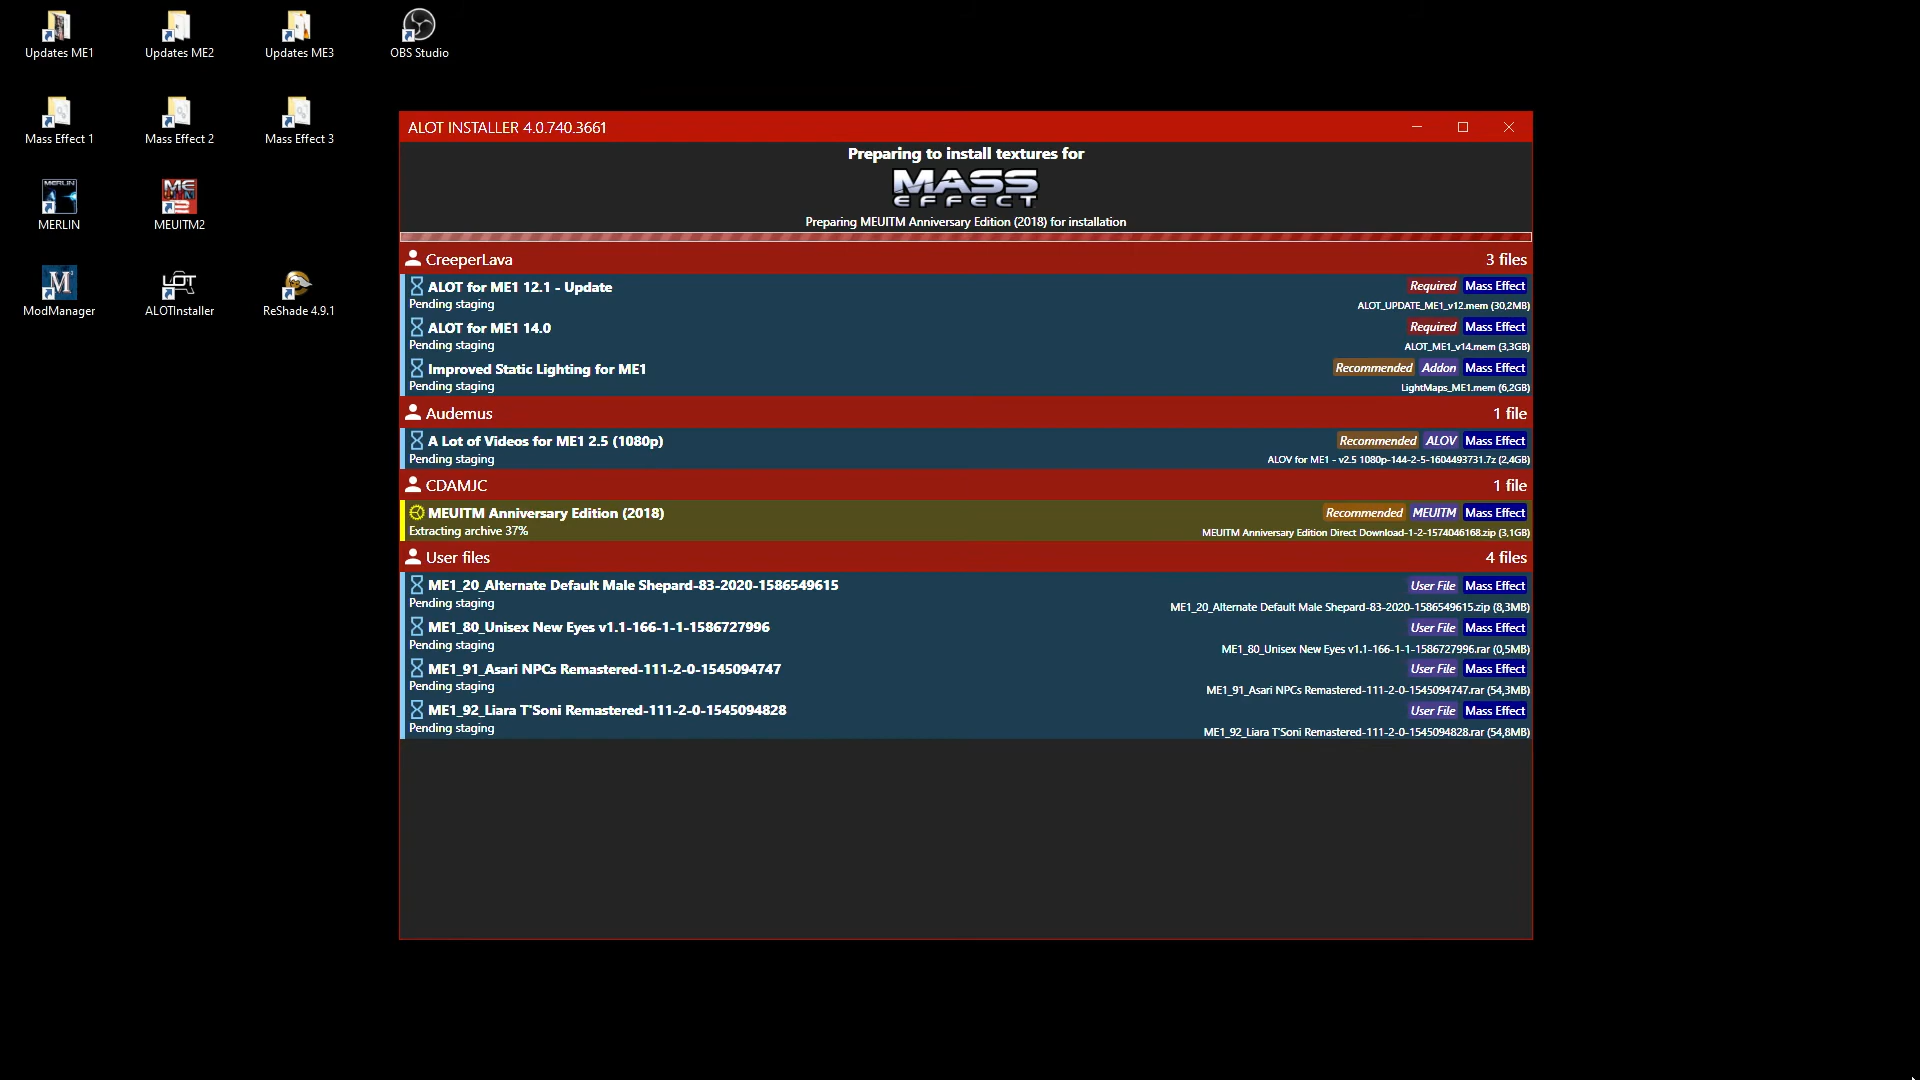 Updates ME1
Updates ME2
Updates ME3
OBS Studio
Mass Effect 1
Mass Effect 2
Mass Effect 3
MERLIN
MERLIN
MEUITM2
ModManager
ALOTInstaller
ReShade 4.9.1
ALOT INSTALLER 4.0.740.3661
Preparing to install textures for
MASS
EFFECT
Preparing MEUITM Anniversary Edition (2018) for installation
CreeperLava 3 files
ALOT for ME1 12.1 - Update Required Mass Effect
Pending staging ALOT_UPDATE_ME1_v12.mem (30,2MB)
ALOT for ME1 14.0 Required Mass Effect
Pending staging ALOT_ME1_v14.mem (3,3GB)
Improved Static Lighting for ME1 Recommended Addon Mass Effect
Pending staging LightMaps_ME1.mem (6,2GB)
Audemus 1 file
A Lot of Videos for ME1 2.5 (1080p) Recommended ALOV Mass Effect
Pending staging ALOV for ME1 - v2.5 1080p-144-2-5-1604493731.7z (2,4GB)
CDAMJC 1 file
MEUITM Anniversary Edition (2018) Recommended MEUITM Mass Effect
Extracting archive 37% MEUITM Anniversary Edition Direct Download-1-2-1574046168.zip (3,1GB)
User files 4 files
ME1_20_Alternate Default Male Shepard-83-2020-1586549615 User File Mass Effect
Pending staging ME1_20_Alternate Default Male Shepard-83-2020-1586549615.zip (8,3MB)
ME1_80_Unisex New Eyes v1.1-166-1-1-1586727996 User File Mass Effect
Pending staging ME1_80_Unisex New Eyes v1.1-166-1-1-1586727996.rar (0,5MB)
ME1_91_Asari NPCs Remastered-111-2-0-1545094747 User File Mass Effect
Pending staging ME1_91_Asari NPCs Remastered-111-2-0-1545094747.rar (54,3MB)
ME1_92_Liara T'Soni Remastered-111-2-0-1545094828 User File Mass Effect
Pending staging ME1_92_Liara T'Soni Remastered-111-2-0-1545094828.rar (54,8MB)